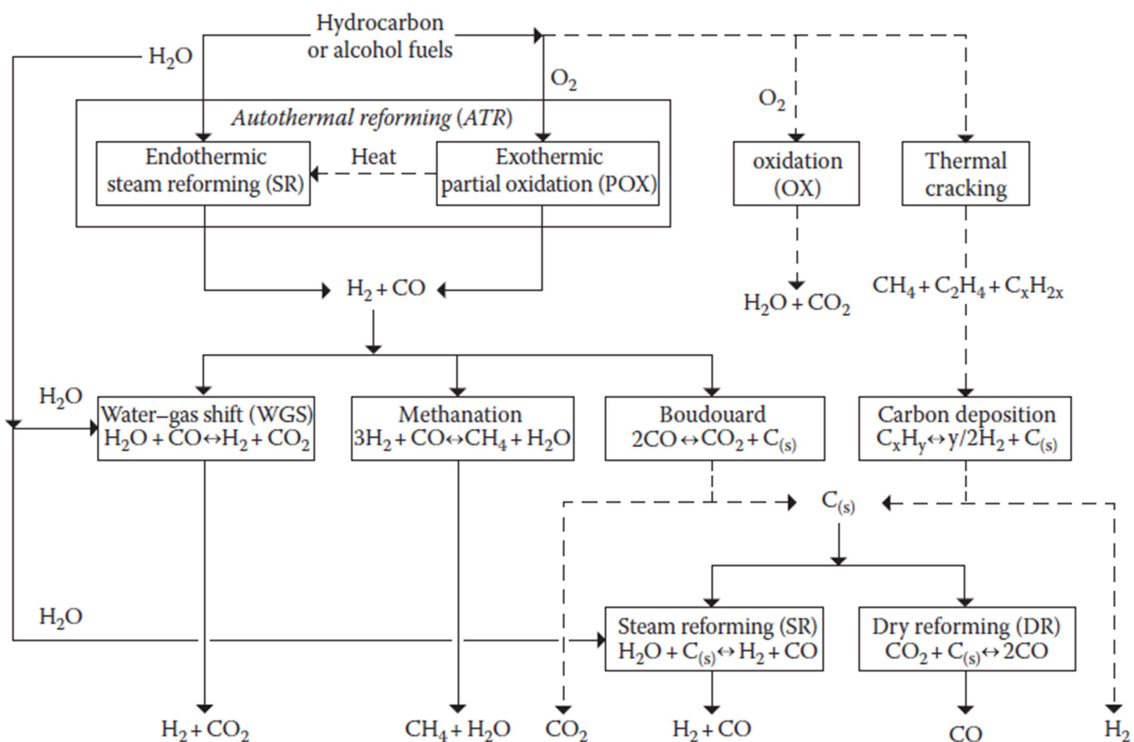 Hydrocarbon
or alcohol fuels
H₂O
O₂
O₂
Autothermal reforming (ATR)
Endothermic
steam reforming (SR)
Heat
Exothermic
partial oxidation (POX)
oxidation
(OX)
Thermal
cracking
H₂ + CO
H₂O + CO₂
CH₄ + C₂H₄ + CₓH₂ₓ
H₂O
Water–gas shift (WGS)
H₂O + CO↔H₂ + CO₂
Methanation
3H₂ + CO↔CH₄ + H₂O
Boudouard
2CO↔CO₂ + C₍ₛ₎
Carbon deposition
CₓHᵧ↔y/2H₂ + C₍ₛ₎
C₍ₛ₎
H₂O
Steam reforming (SR)
H₂O + C₍ₛ₎↔H₂ + CO
Dry reforming (DR)
CO₂ + C₍ₛ₎↔2CO
H₂ + CO₂
CH₄ + H₂O
CO₂
H₂ + CO
CO
H₂